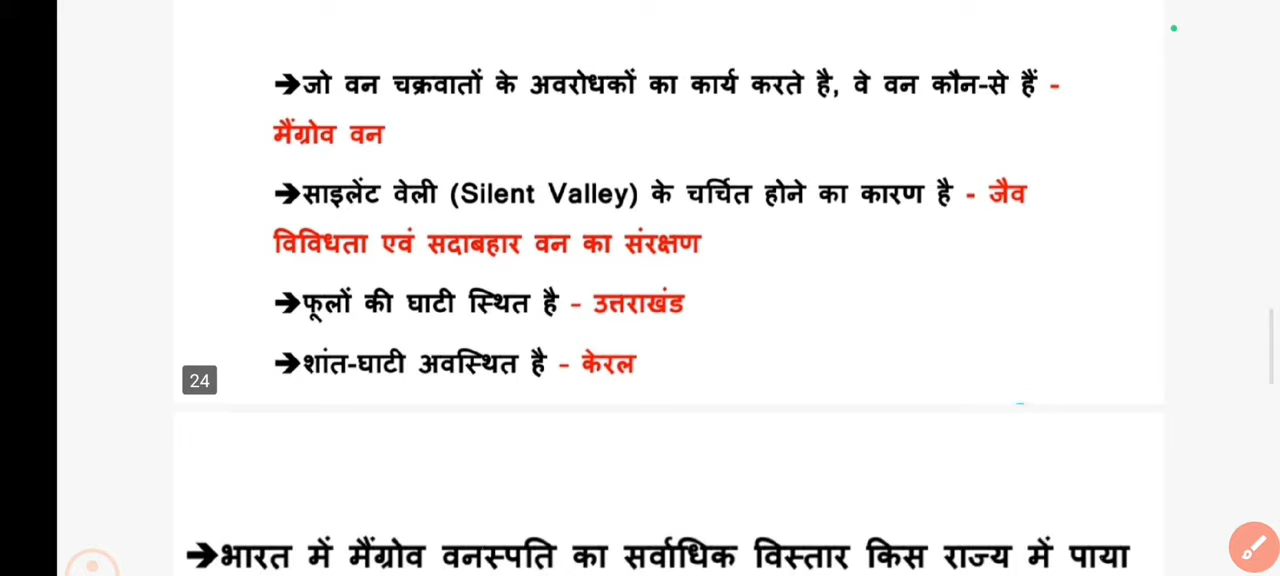 ➔जो वन चक्रवातों के अवरोधकों का कार्य करते है, वे वन कौन-से हैं -
मैंग्रोव वन
➔साइलेंट वेली (Silent Valley) के चर्चित होने का कारण है - जैव
विविधता एवं सदाबहार वन का संरक्षण
➔फूलों की घाटी स्थित है - उत्तराखंड
➔शांत-घाटी अवस्थित है - केरल
24
➔भारत में मैंग्रोव वनस्पति का सर्वाधिक विस्तार किस राज्य में पाया